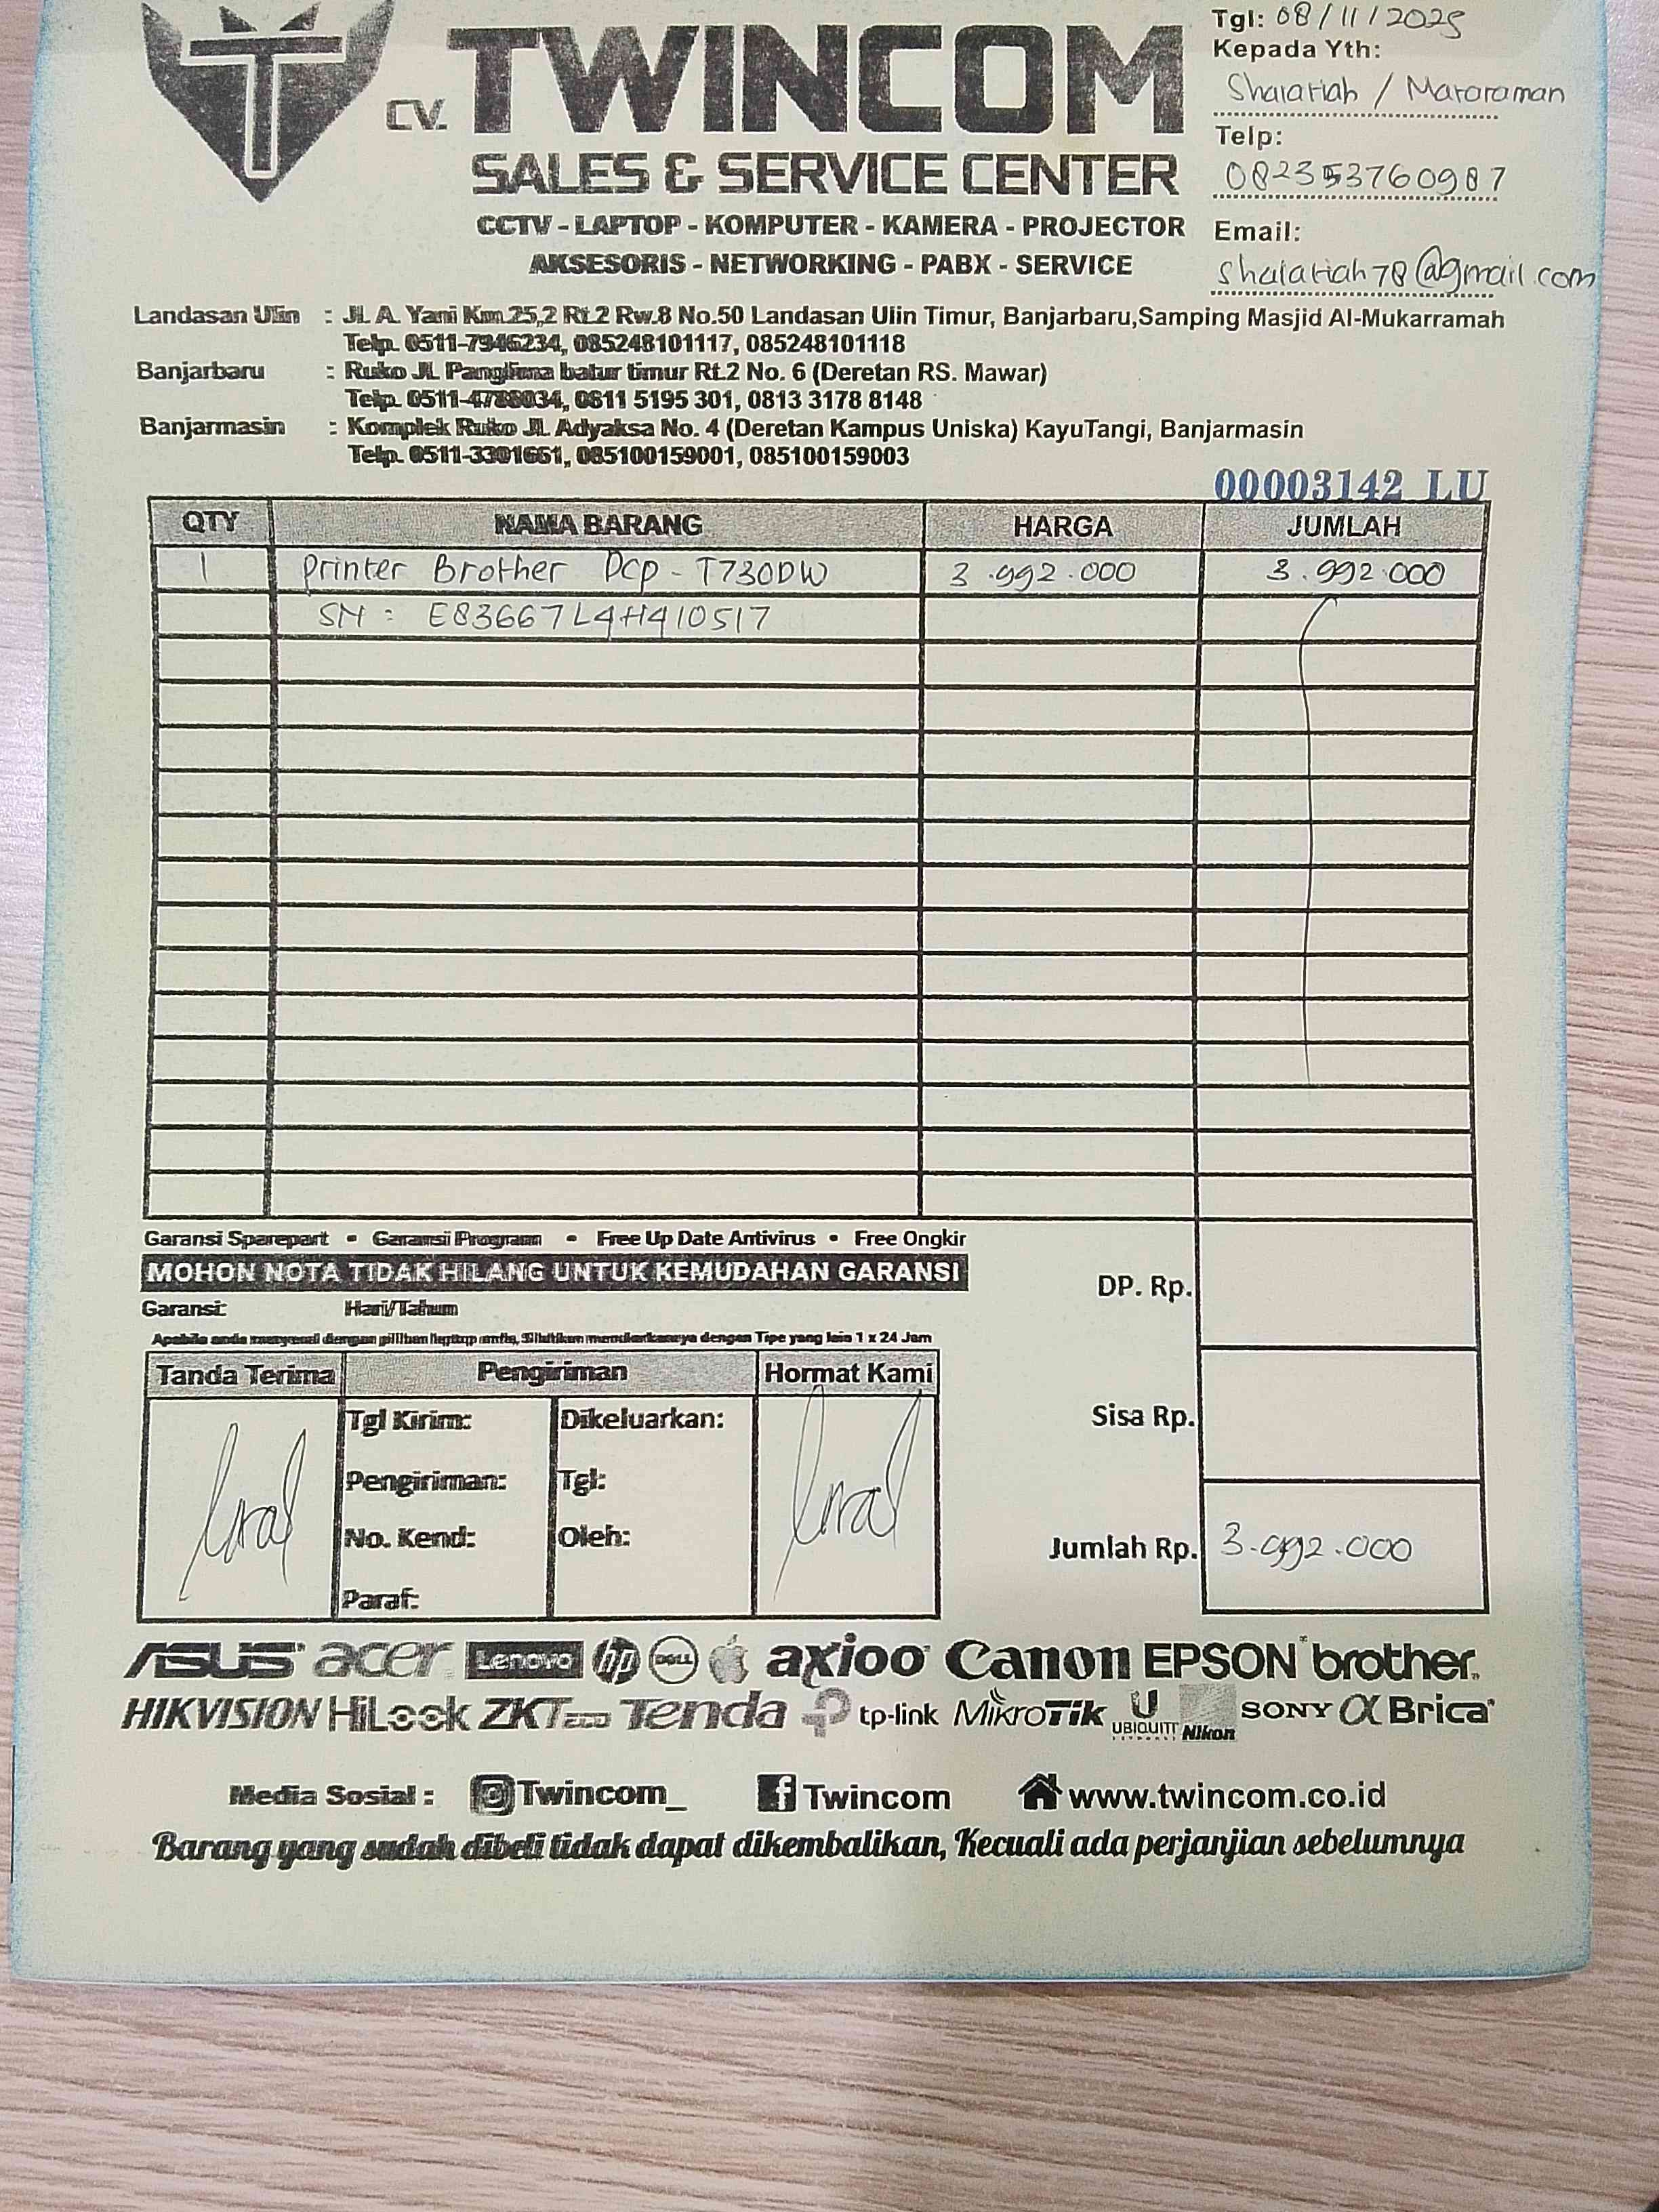 Tgl: 08/11/2025
Kepada Yth:
Shalariah / Mararaman
Telp:
082353760987
Email:
shalariah78@gmail.com
CV. TWINCOM
SALES & SERVICE CENTER
CCTV - LAPTOP - KOMPUTER - KAMERA - PROJECTOR
AKSESORIS - NETWORKING - PABX - SERVICE
Landasan Ulin : Jl. A. Yani Km.25,2 Rt.2 Rw.8 No.50 Landasan Ulin Timur, Banjarbaru,Samping Masjid Al-Mukarramah
Telp. 0511-7946234, 085248101117, 085248101118
Banjarbaru : Ruko Jl. Panglima batur timur Rt.2 No. 6 (Deretan RS. Mawar)
Telp. 0511-4788034, 0811 5195 301, 0813 3178 8148
Banjarmasin : Komplek Ruko Jl. Adyaksa No. 4 (Deretan Kampus Uniska) KayuTangi, Banjarmasin
Telp. 0511-3301661, 085100159001, 085100159003
00003142 LU
QTY NAMA BARANG HARGA JUMLAH
1 Printer Brother Dcp - T730DW 3.992.000 3.992.000
SN : E83667L4H410517
Garansi Sparepart • Garansi Program • Free Up Date Antivirus • Free Ongkir
MOHON NOTA TIDAK HILANG UNTUK KEMUDAHAN GARANSI
Garansi: Hari/Tahun
dengan Tipe yang lain 1 x 24 Jam
DP. Rp.
Tanda Terima Pengiriman Hormat Kami
Tgl Kirim: Dikeluarkan:
Sisa Rp.
Pengiriman: Tgl:
No. Kend: Oleh:
Jumlah Rp. 3.992.000
Paraf:
ASUS acer Lenovo hp DELL axioo Canon EPSON brother
HIKVISION HiLook ZKTeco Tenda tp-link MikroTik UBIQUITI Nikon SONY α Brica
Media Sosial : Twincom_ Twincom www.twincom.co.id
Barang yang sudah dibeli tidak dapat dikembalikan, Kecuali ada perjanjian sebelumnya